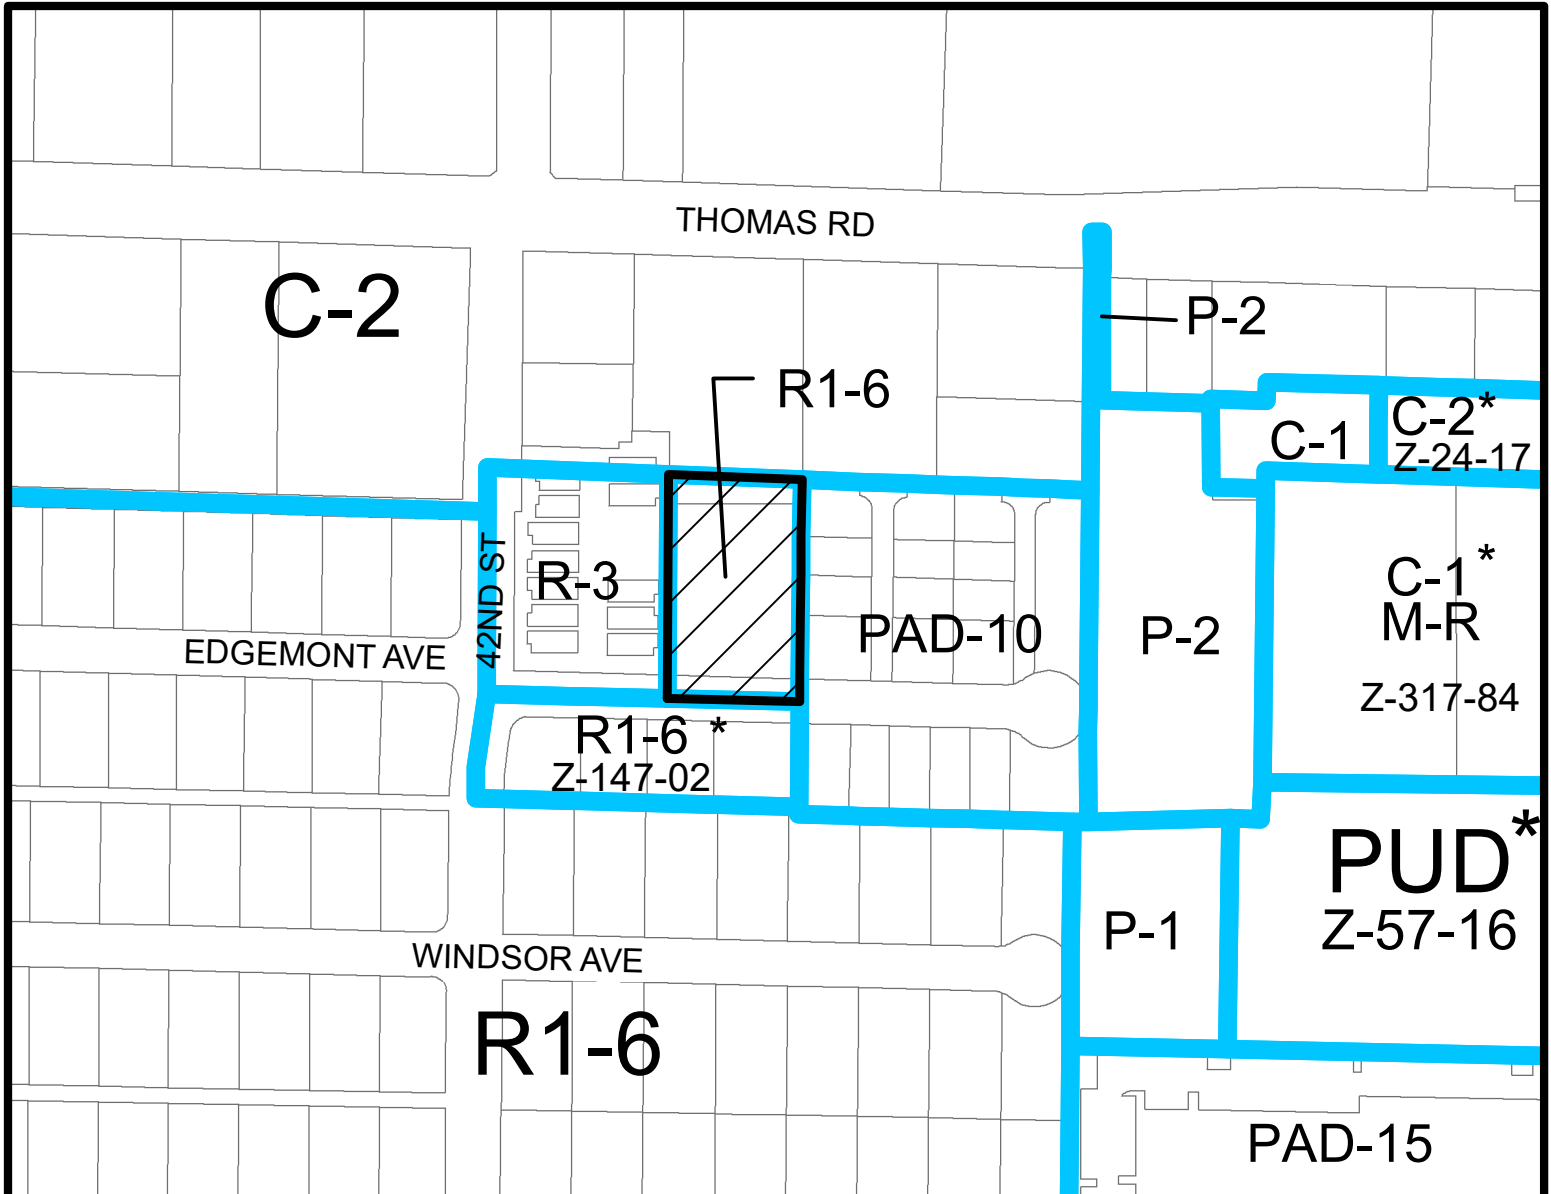 THOMAS RD
C-2
P-2
R1-6
C-2*
Z-24-17
C-1
42ND ST
R-3
C-1*
M-R
Z-317-84
PAD-10
P-2
EDGEMONT AVE
R1-6 *
Z-147-02
PUD*
Z-57-16
P-1
WINDSOR AVE
R1-6
PAD-15